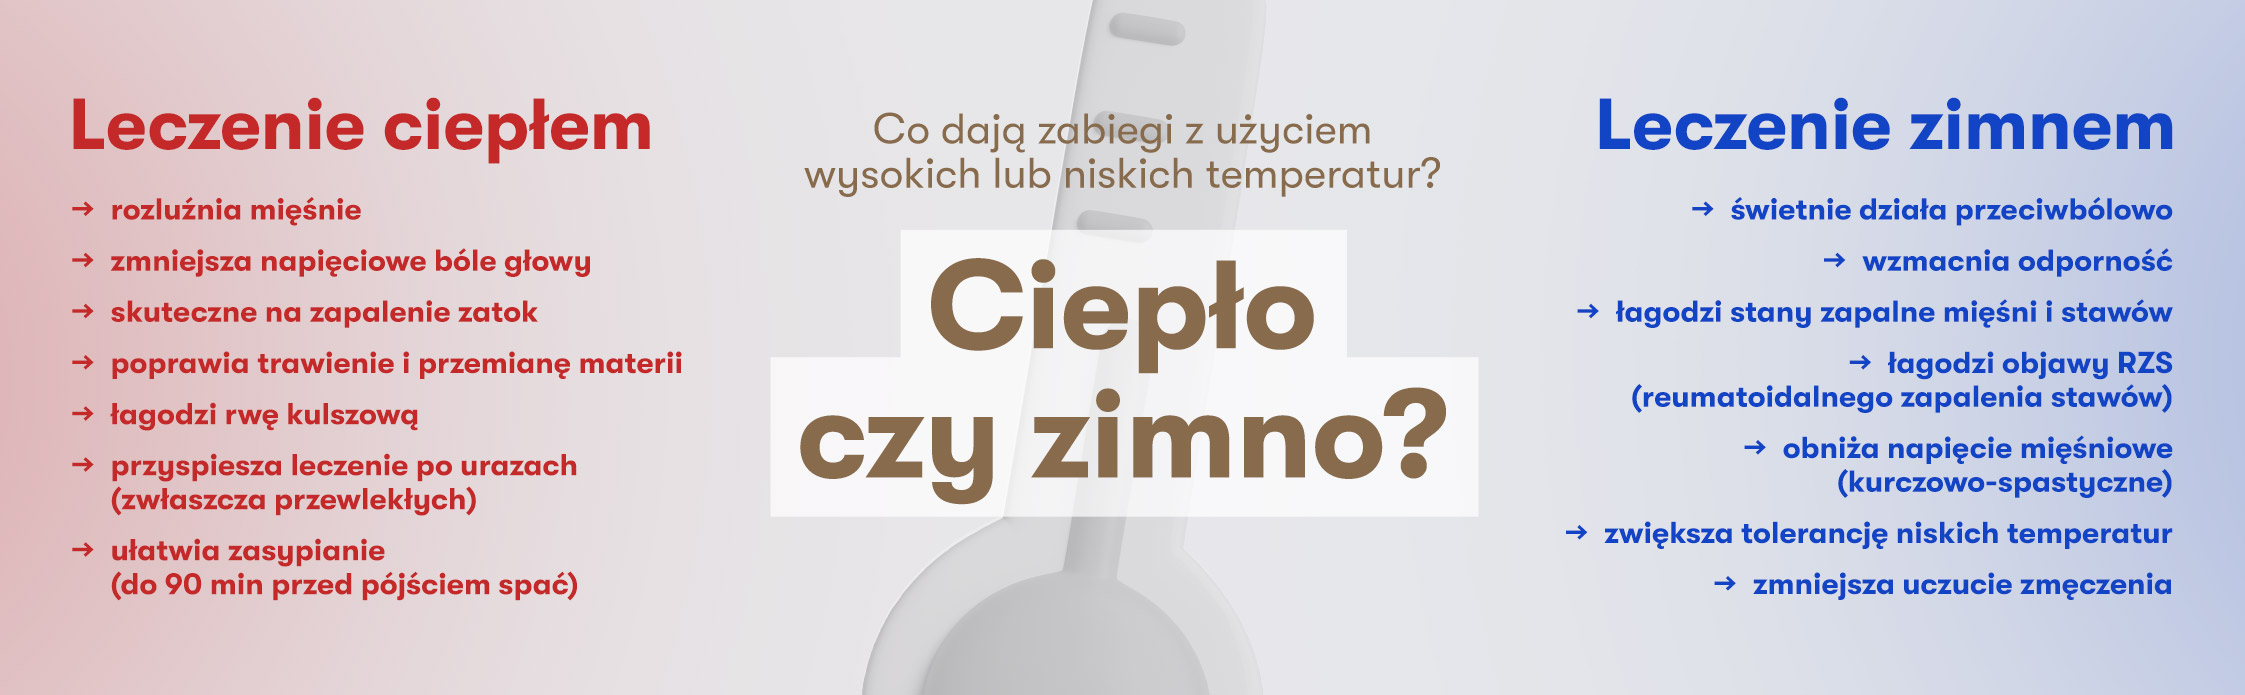 Leczenie ciepłem
→ rozluźnia mięśnie
→ zmniejsza napięciowe bóle głowy
→ skuteczne na zapalenie zatok
→ poprawia trawienie i przemianę materii
→ łagodzi rwę kulszową
→ przyspiesza leczenie po urazach
(zwłaszcza przewlekłych)
→ ułatwia zasypianie
(do 90 min przed pójściem spać)
Co dają zabiegi z użyciem
wysokich lub niskich temperatur?
Ciepło
czy zimno?
Leczenie zimnem
→ świetnie działa przeciwbólowo
→ wzmacnia odporność
→ łagodzi stany zapalne mięśni i stawów
→ łagodzi objawy RZS
(reumatoidalnego zapalenia stawów)
→ obniża napięcie mięśniowe
(kurczowo-spastyczne)
→ zwiększa tolerancję niskich temperatur
→ zmniejsza uczucie zmęczenia